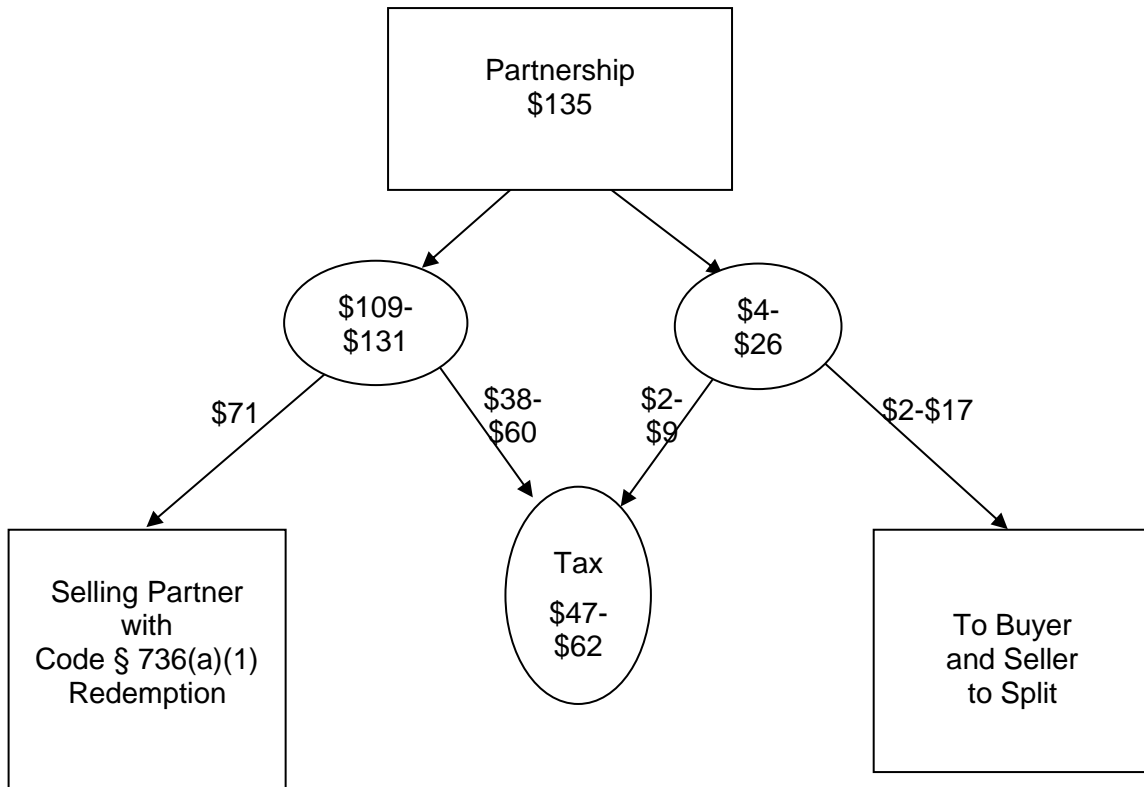 Partnership
$135
$109-
$131
$4-
$26
$71
$38-
$60
$2-
$9
$2-$17
Selling Partner
with
Code § 736(a)(1)
Redemption
Tax
$47-
$62
To Buyer
and Seller
to Split